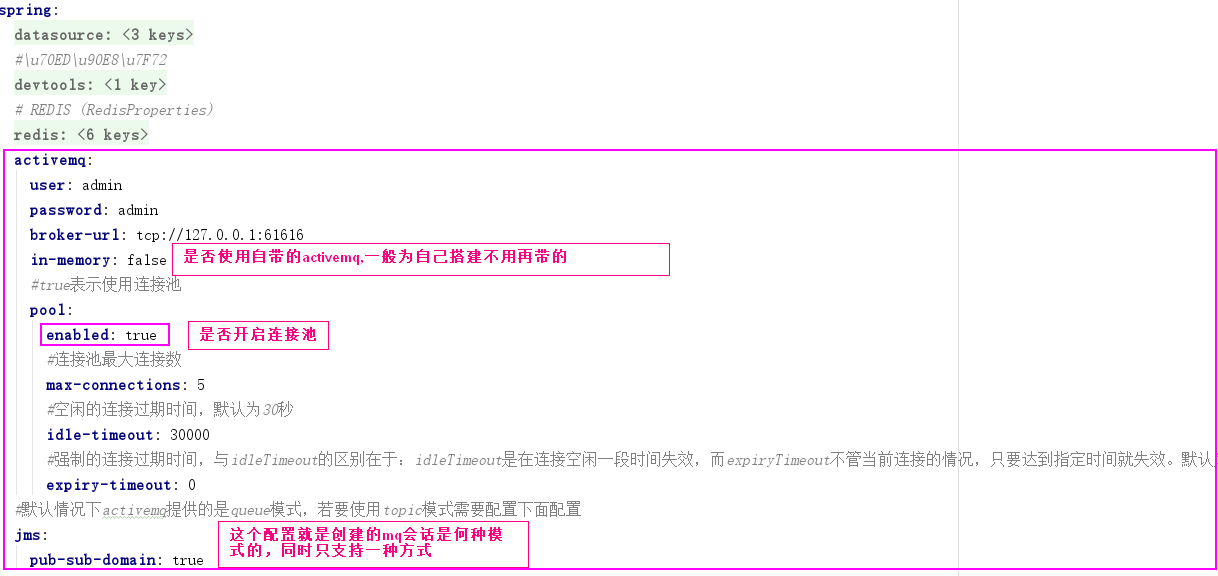 spring:
datasource: <3 keys>
#\u70ED\u90E8\u7F72
devtools: <1 key>
# REDIS (RedisProperties)
redis: <6 keys>
activemq:
user: admin
password: admin
broker-url: tcp://127.0.0.1:61616
in-memory: false 是否使用自带的activemq.一般为自己搭建不用再带的
#true表示使用连接池
pool:
enabled: true 是否开启连接池
#连接池最大连接数
max-connections: 5
#空闲的连接过期时间，默认为30秒
idle-timeout: 30000
#强制的连接过期时间，与idleTimeout的区别在于：idleTimeout是在连接空闲一段时间失效，而expiryTimeout不管当前连接的情况，只要达到指定时间就失效。默认
expiry-timeout: 0
#默认情况下activemq提供的是queue模式，若要使用topic模式需要配置下面配置
jms: 这个配置就是创建的mq会话是何种模
式的，同时只支持一种方式
pub-sub-domain: true